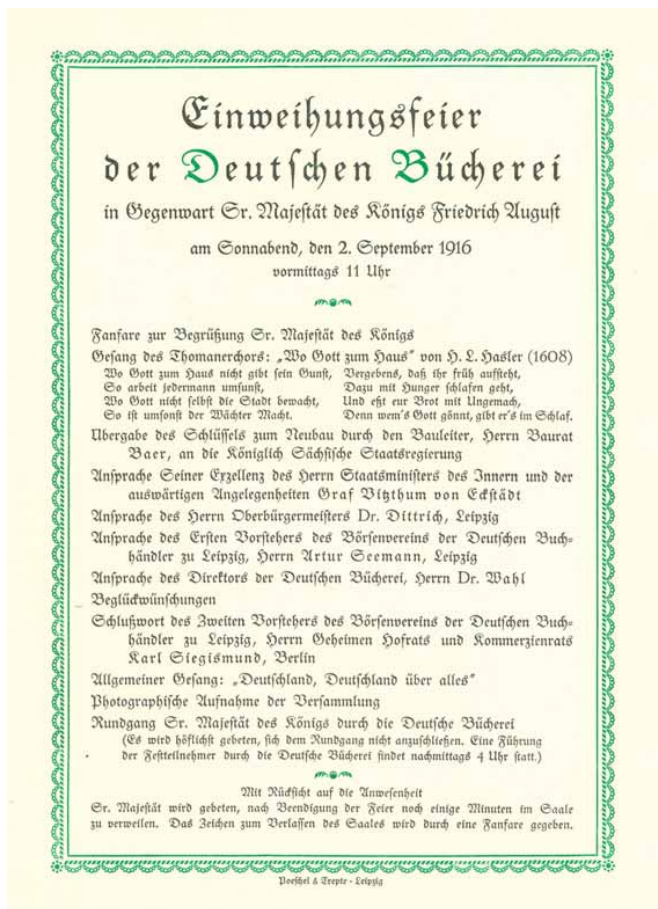 Einweihungsfeier
der Deutſchen Bücherei
in Gegenwart Sr. Majeſtät des Königs Friedrich Auguſt
am Sonnabend, den 2. September 1916
vormittags 11 Uhr
Fanfare zur Begrüßung Sr. Majeſtät des Königs
Geſang des Thomanerchors: „Wo Gott zum Haus“ von H. L. Hasler (1608)
Wo Gott zum Haus nicht gibt ſein Gunſt, Vergebens, daß ihr früh aufſteht,
So arbeit jedermann umſunſt, Dazu mit Hunger ſchlafen geht,
Wo Gott nicht ſelbſt die Stadt bewacht, Und eßt eur Brot mit Ungemach,
So iſt umſonſt der Wächter Macht. Denn wem's Gott gönnt, gibt er's im Schlaf.
Übergabe des Schlüſſels zum Neubau durch den Bauleiter, Herrn Baurat
Baer, an die Königlich Sächſiſche Staatsregierung
Anſprache Seiner Exzellenz des Herrn Staatsminiſters des Innern und der
auswärtigen Angelegenheiten Graf Vitzthum von Eckſtädt
Anſprache des Herrn Oberbürgermeiſters Dr. Dittrich, Leipzig
Anſprache des Erſten Vorſtehers des Börſenvereins der Deutſchen Buch⸗
händler zu Leipzig, Herrn Artur Seemann, Leipzig
Anſprache des Direktors der Deutſchen Bücherei, Herrn Dr. Wahl
Beglückwünſchungen
Schlußwort des Zweiten Vorſtehers des Börſenvereins der Deutſchen Buch⸗
händler zu Leipzig, Herrn Geheimen Hofrats und Kommerzienrats
Karl Siegismund, Berlin
Allgemeiner Geſang: „Deutſchland, Deutſchland über alles“
Photographiſche Aufnahme der Verſammlung
Rundgang Sr. Majeſtät des Königs durch die Deutſche Bücherei
(Es wird höflichſt gebeten, ſich dem Rundgang nicht anzuſchließen. Eine Führung
der Feſtteilnehmer durch die Deutſche Bücherei findet nachmittags 4 Uhr ſtatt.)
Mit Rückſicht auf die Anweſenheit
Sr. Majeſtät wird gebeten, nach Beendigung der Feier noch einige Minuten im Saale
zu verweilen. Das Zeichen zum Verlaſſen des Saales wird durch eine Fanfare gegeben.
Poeſchel & Trepte - Leipzig